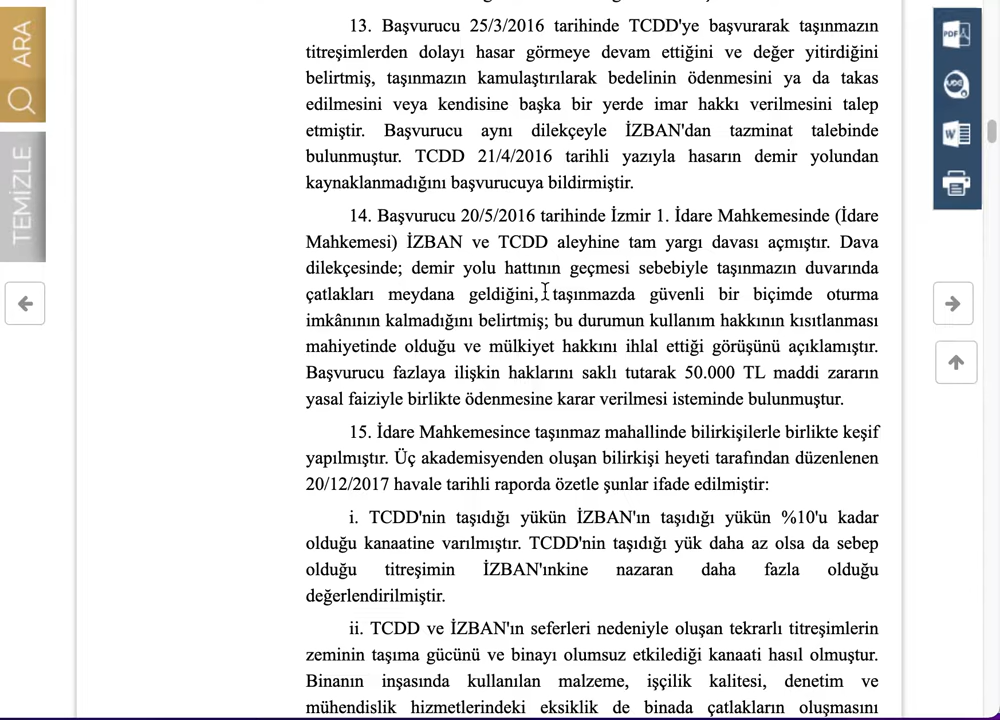 ARA
TEMİZLE
PDF
UDF
W
13. Başvurucu 25/3/2016 tarihinde TCDD'ye başvurarak taşınmazın
titreşimlerden dolayı hasar görmeye devam ettiğini ve değer yitirdiğini
belirtmiş, taşınmazın kamulaştırılarak bedelinin ödenmesini ya da takas
edilmesini veya kendisine başka bir yerde imar hakkı verilmesini talep
etmiştir. Başvurucu aynı dilekçeyle İZBAN'dan tazminat talebinde
bulunmuştur. TCDD 21/4/2016 tarihli yazıyla hasarın demir yolundan
kaynaklanmadığını başvurucuya bildirmiştir.
14. Başvurucu 20/5/2016 tarihinde İzmir 1. İdare Mahkemesinde (İdare
Mahkemesi) İZBAN ve TCDD aleyhine tam yargı davası açmıştır. Dava
dilekçesinde; demir yolu hattının geçmesi sebebiyle taşınmazın duvarında
çatlakları meydana geldiğini, taşınmazda güvenli bir biçimde oturma
imkânının kalmadığını belirtmiş; bu durumun kullanım hakkının kısıtlanması
mahiyetinde olduğu ve mülkiyet hakkını ihlal ettiği görüşünü açıklamıştır.
Başvurucu fazlaya ilişkin haklarını saklı tutarak 50.000 TL maddi zararın
yasal faiziyle birlikte ödenmesine karar verilmesi isteminde bulunmuştur.
15. İdare Mahkemesince taşınmaz mahallinde bilirkişilerle birlikte keşif
yapılmıştır. Üç akademisyenden oluşan bilirkişi heyeti tarafından düzenlenen
20/12/2017 havale tarihli raporda özetle şunlar ifade edilmiştir:
i. TCDD'nin taşıdığı yükün İZBAN'ın taşıdığı yükün %10'u kadar
olduğu kanaatine varılmıştır. TCDD'nin taşıdığı yük daha az olsa da sebep
olduğu titreşimin İZBAN'ınkine nazaran daha fazla olduğu
değerlendirilmiştir.
ii. TCDD ve İZBAN'ın seferleri nedeniyle oluşan tekrarlı titreşimlerin
zeminin taşıma gücünü ve binayı olumsuz etkilediği kanaati hasıl olmuştur.
Binanın inşasında kullanılan malzeme, işçilik kalitesi, denetim ve
mühendislik hizmetlerindeki eksiklik de binada çatlakların oluşmasını